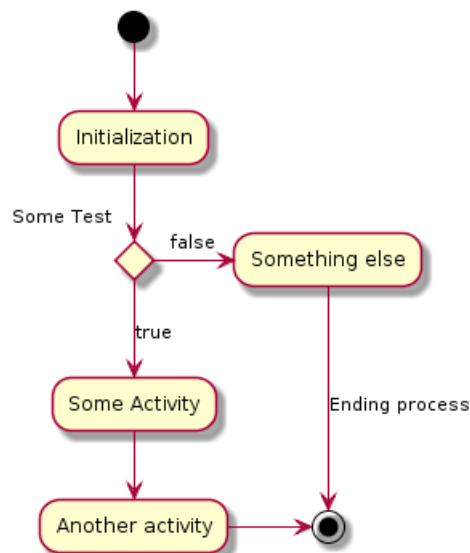 Initialization
Some Test
false
Something else
true
Some Activity
Ending process
Another activity